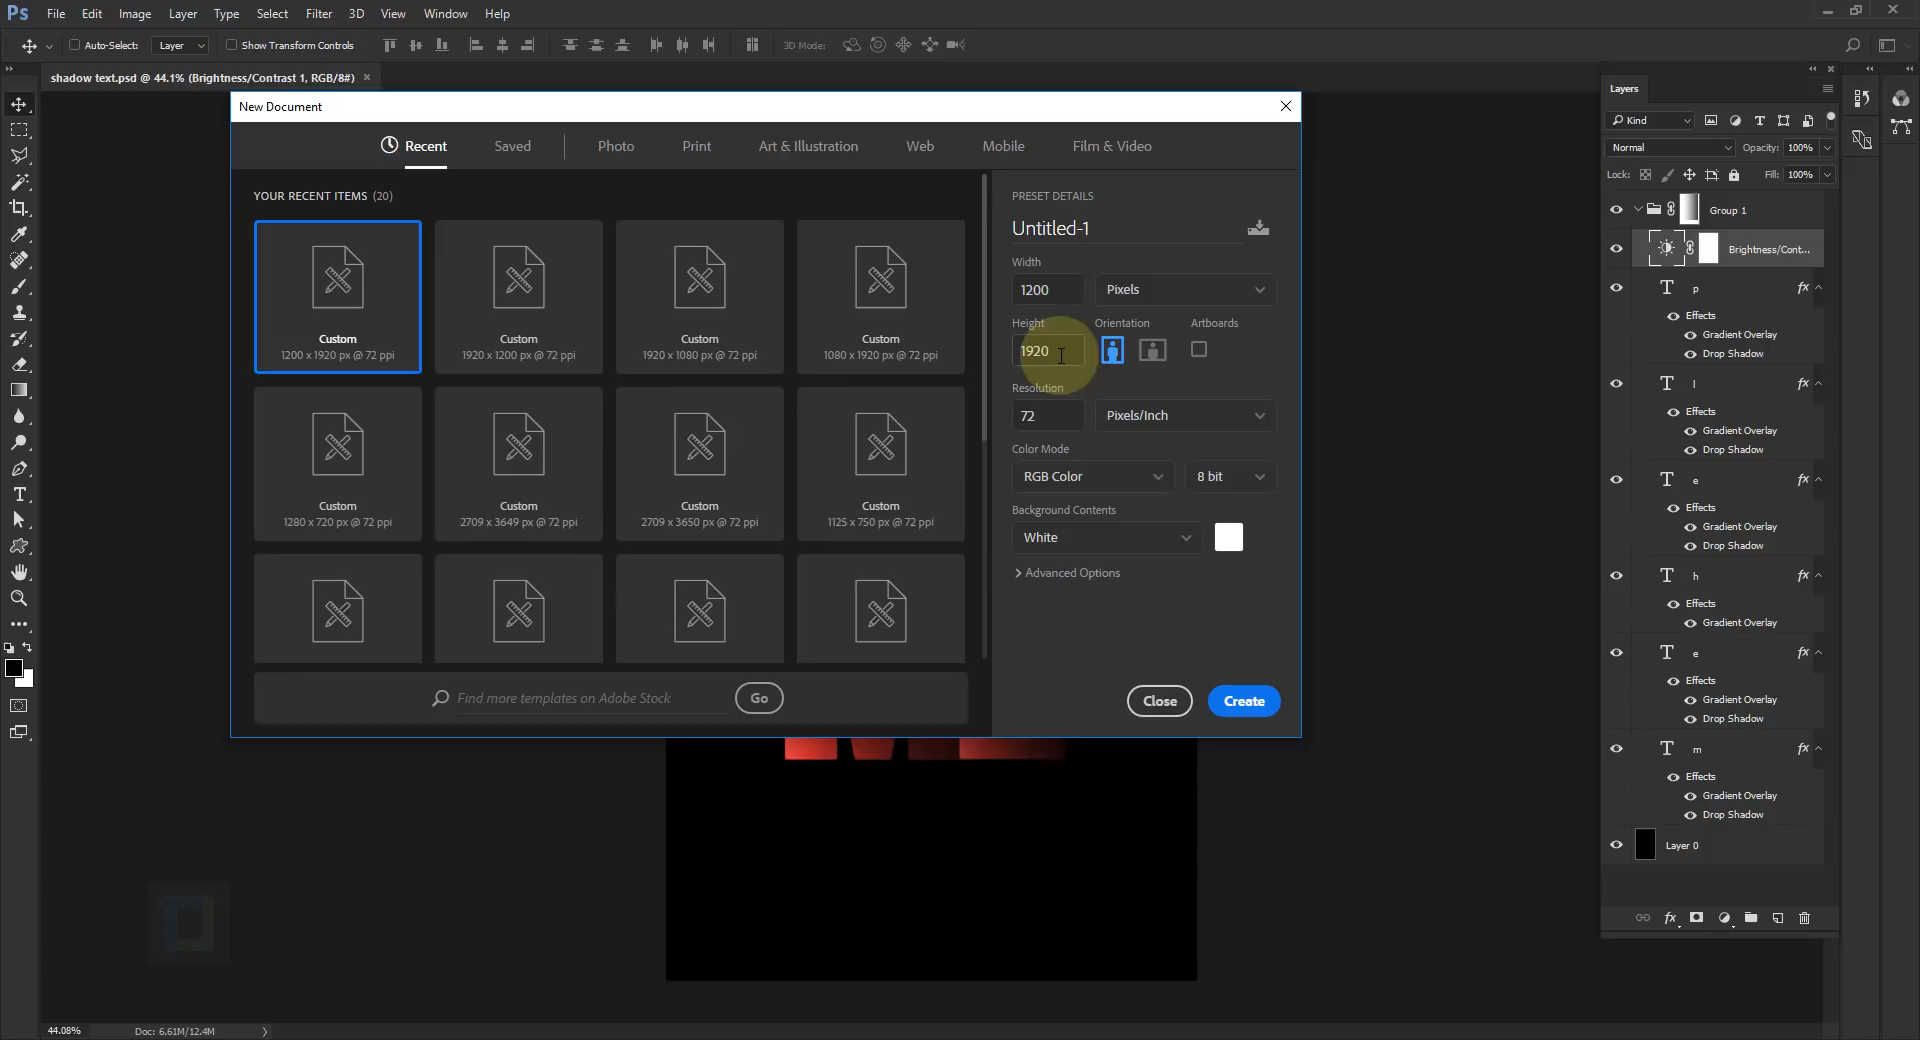 Ps File Edit Image Layer Type Select Filter 3D View Window Help
Auto-Select: Layer Show Transform Controls 3D Mode:
shadow text.psd @ 44.1% (Brightness/Contrast 1, RGB/8#)
New Document
Recent Saved Photo Print Art & Illustration Web Mobile Film & Video
YOUR RECENT ITEMS (20)
Custom
1200 x 1920 px @ 72 ppi
Custom
1920 x 1200 px @ 72 ppi
Custom
1920 x 1080 px @ 72 ppi
Custom
1080 x 1920 px @ 72 ppi
Custom
1280 x 720 px @ 72 ppi
Custom
2709 x 3649 px @ 72 ppi
Custom
2709 x 3650 px @ 72 ppi
Custom
1125 x 750 px @ 72 ppi
Find more templates on Adobe Stock Go
PRESET DETAILS
Untitled-1
Width
1200 Pixels
Height Orientation Artboards
1920
Resolution
72 Pixels/Inch
Color Mode
RGB Color 8 bit
Background Contents
White
Advanced Options
Close Create
Layers
Kind
Normal Opacity: 100%
Lock: Fill: 100%
Group 1
Brightness/Cont...
T p fx
Effects
Gradient Overlay
Drop Shadow
T l fx
Effects
Gradient Overlay
Drop Shadow
T e fx
Effects
Gradient Overlay
Drop Shadow
T h fx
Effects
Gradient Overlay
T e fx
Effects
Gradient Overlay
Drop Shadow
T m fx
Effects
Gradient Overlay
Drop Shadow
Layer 0
fx
44.08% Doc: 6.61M/12.4M